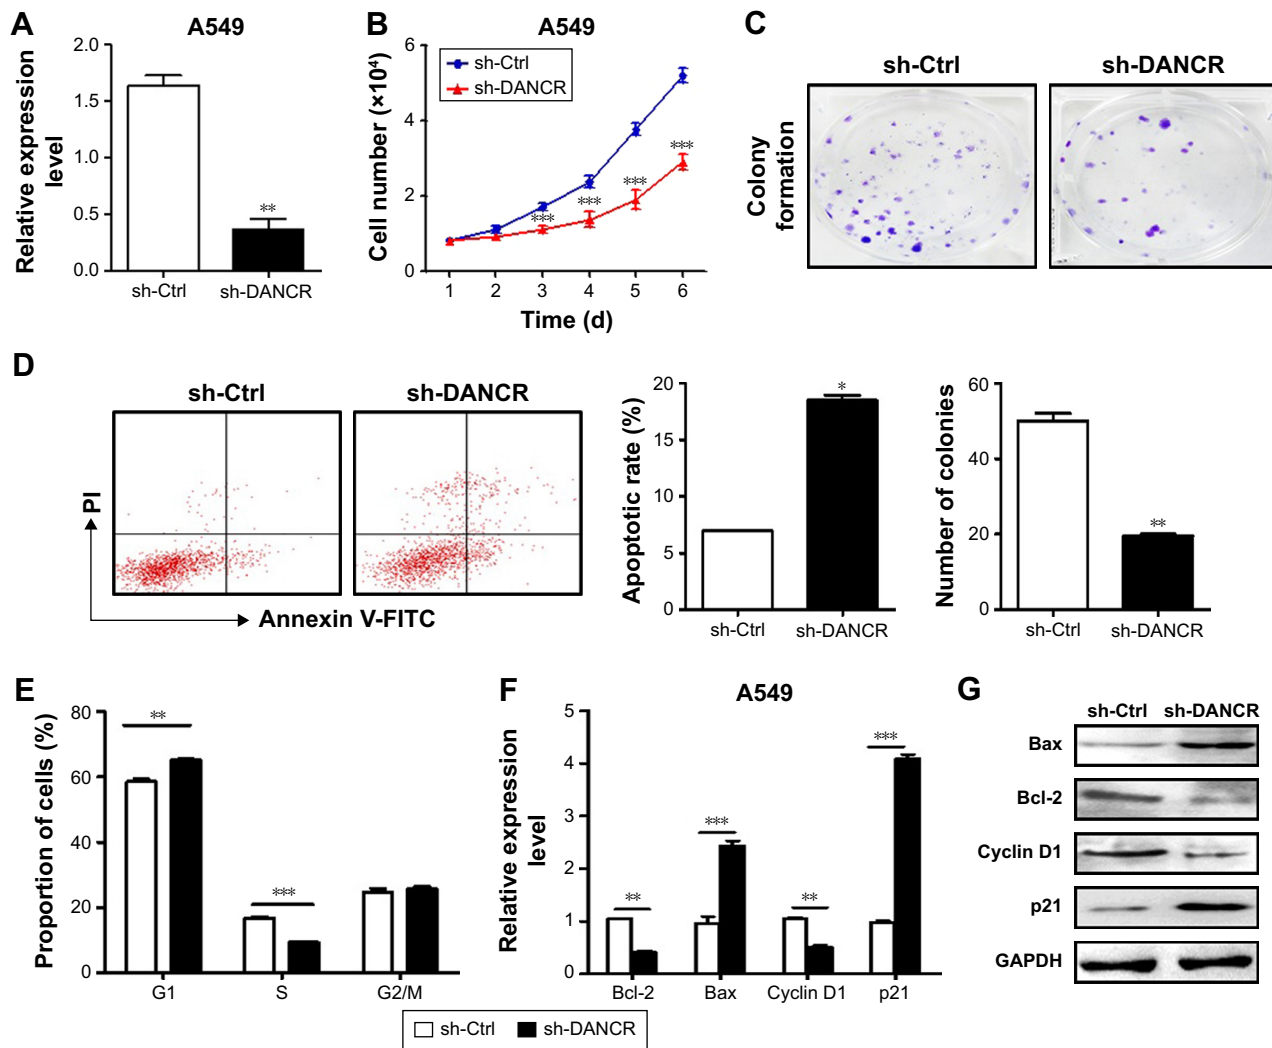 A
A549
Relative expression
level
2.0
1.5
1.0
0.5
0.0
**
sh-Ctrl
sh-DANCR
B
A549
Cell number (×10⁴)
6
4
2
0
sh-Ctrl
sh-DANCR
***
***
***
***
1 2 3 4 5 6
Time (d)
C
sh-Ctrl
sh-DANCR
Colony
formation
D
sh-Ctrl
sh-DANCR
PI
Annexin V-FITC
Apoptotic rate (%)
20
15
10
5
0
*
sh-Ctrl
sh-DANCR
Number of colonies
60
40
20
0
**
sh-Ctrl
sh-DANCR
E
Proportion of cells (%)
80
60
40
20
0
**
***
G1 S G2/M
F
A549
Relative expression
level
5
4
3
2
1
0
**
***
**
***
Bcl-2 Bax Cyclin D1 p21
sh-Ctrl sh-DANCR
G
sh-Ctrl sh-DANCR
Bax
Bcl-2
Cyclin D1
p21
GAPDH